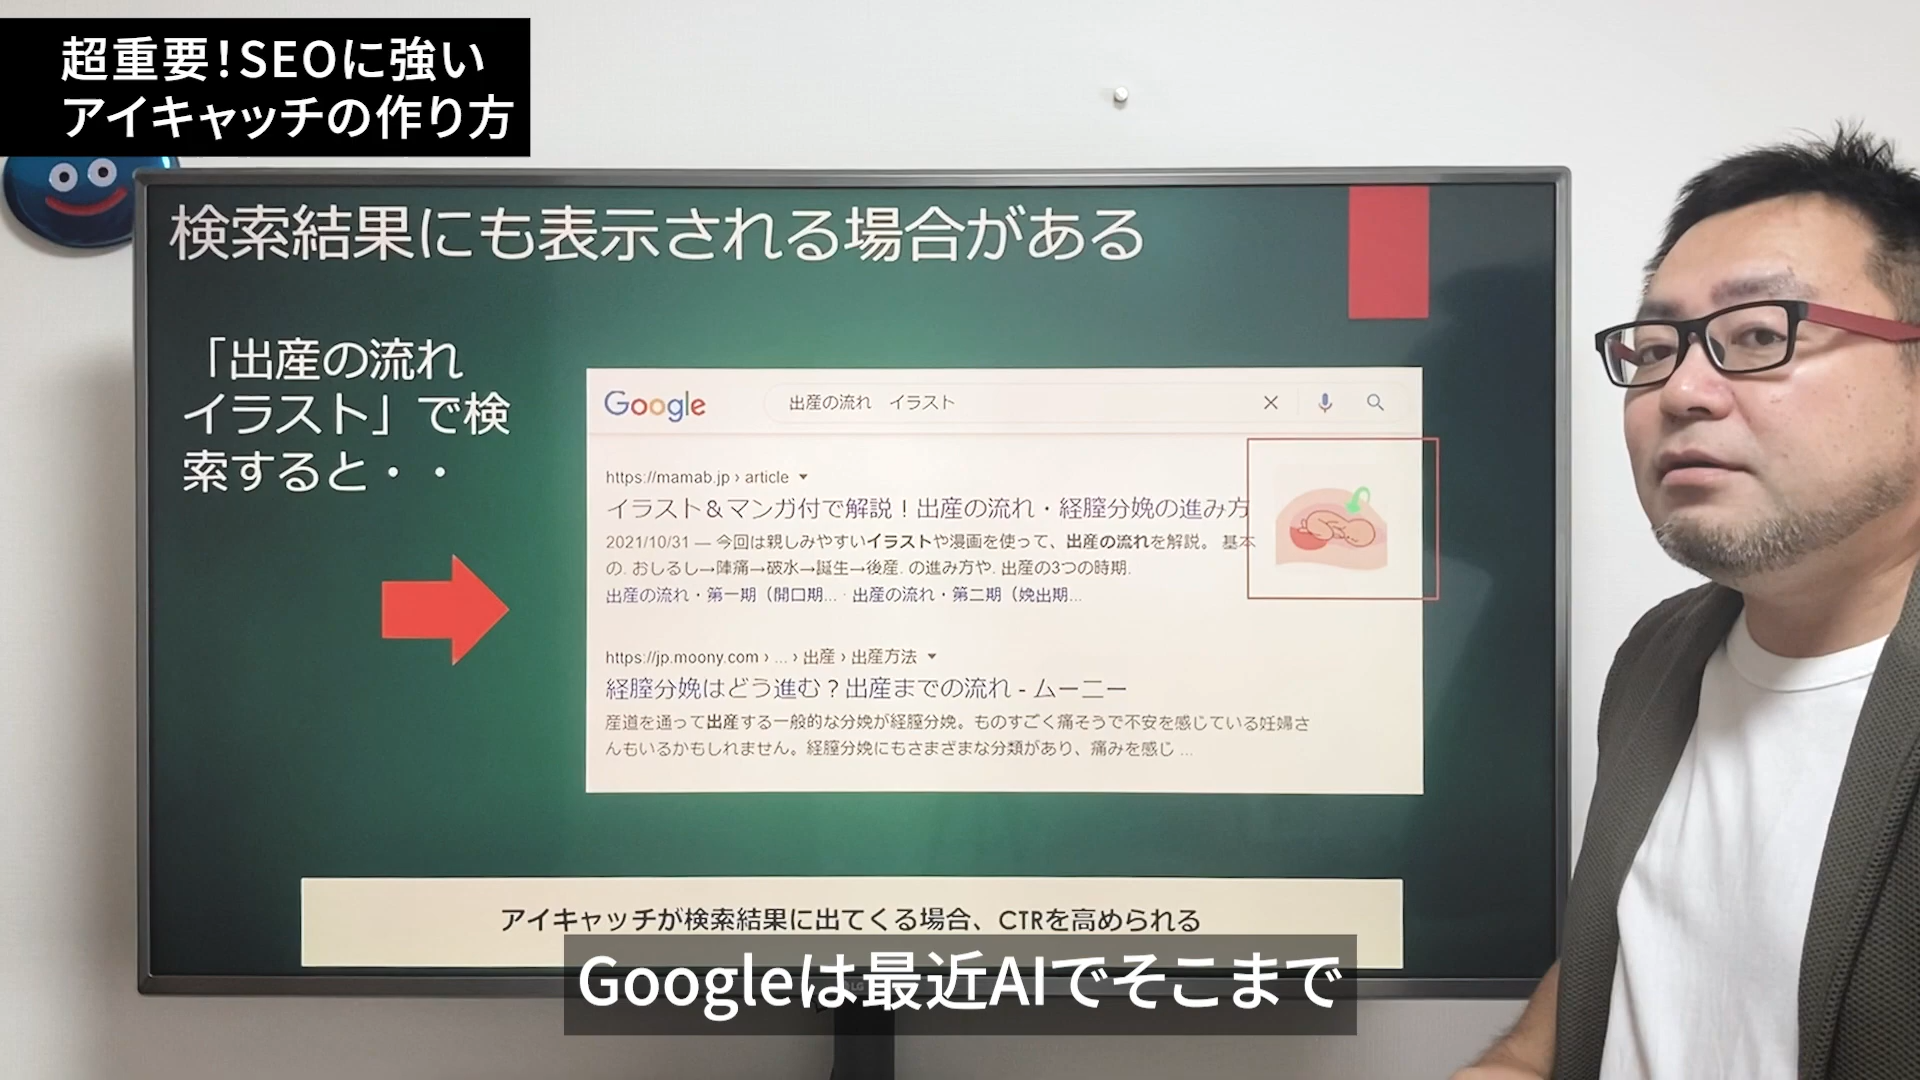 超重要！SEOに強い
アイキャッチの作り方
検索結果にも表示される場合がある
「出産の流れ
イラスト」で検
索すると・・
Google
出産の流れ　イラスト
https://mamab.jp › article
イラスト＆マンガ付で解説！出産の流れ・経膣分娩の進み方
2021/10/31 — 今回は親しみやすいイラストや漫画を使って、出産の流れを解説。 基本
の. おしるし→陣痛→破水→誕生→後産. の進み方や. 出産の3つの時期.
出産の流れ・第一期（開口期... · 出産の流れ・第二期（娩出期...
https://jp.moony.com › ... › 出産 › 出産方法
経膣分娩はどう進む？出産までの流れ - ムーニー
産道を通って出産する一般的な分娩が経膣分娩。ものすごく痛そうで不安を感じている妊婦さ
んもいるかもしれません。経膣分娩にもさまざまな分類があり、痛みを感じ ...
アイキャッチが検索結果に出てくる場合、CTRを高められる
LG
Googleは最近AIでそこまで